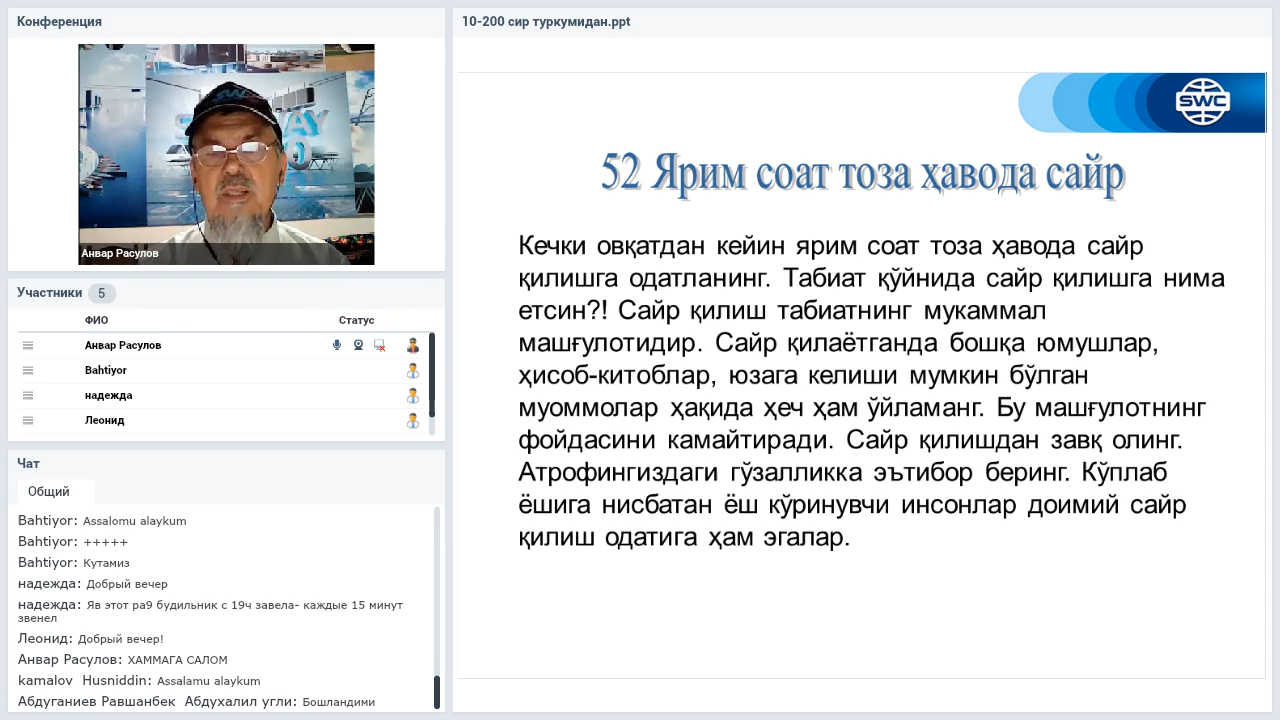 Конференция
Анвар Расулов
Участники 5
ФИО Статус
Анвар Расулов
Bahtiyor
надежда
Леонид
Чат
Общий
Bahtiyor: Assalomu alaykum
Bahtiyor: +++++
Bahtiyor: Кутамиз
надежда: Добрый вечер
надежда: Яв этот ра9 будильник с 19ч завела- каждые 15 минут
звенел
Леонид: Добрый вечер!
Анвар Расулов: ХАММАГА САЛОМ
kamalov Husniddin: Assalamu alaykum
Абдуганиев Равшанбек Абдухалил угли: Бошландими
10-200 сир туркумидан.ppt
SWC
52 Ярим соат тоза ҳавода сайр
Кечки овқатдан кейин ярим соат тоза ҳавода сайр
қилишга одатланинг. Табиат қўйнида сайр қилишга нима
етсин?! Сайр қилиш табиатнинг мукаммал
машғулотидир. Сайр қилаётганда бошқа юмушлар,
ҳисоб-китоблар, юзага келиши мумкин бўлган
муоммолар ҳақида ҳеч ҳам ўйламанг. Бу машғулотнинг
фойдасини камайтиради. Сайр қилишдан завқ олинг.
Атрофингиздаги гўзалликка эътибор беринг. Кўплаб
ёшига нисбатан ёш кўринувчи инсонлар доимий сайр
қилиш одатига ҳам эгалар.